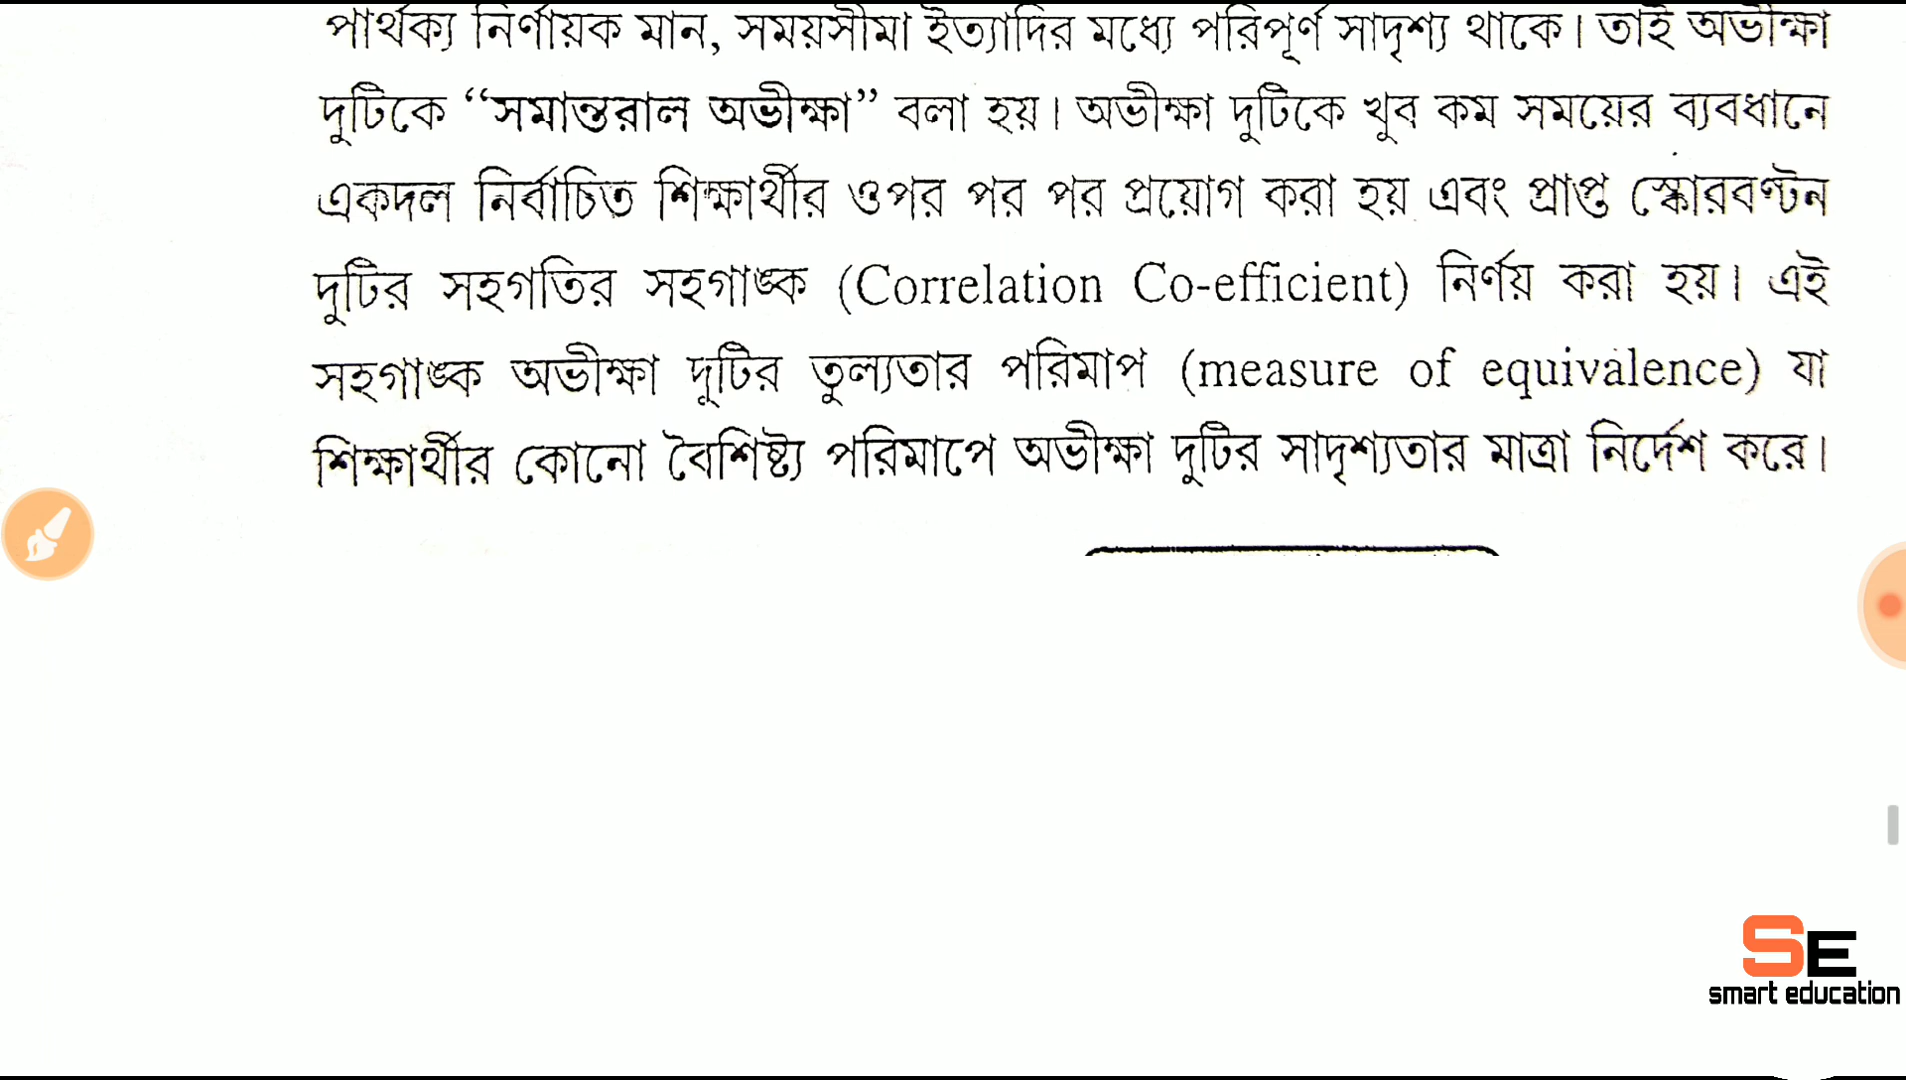 পার্থক্য নির্ণায়ক মান, সময়সীমা ইত্যাদির মধ্যে পরিপূর্ণ সাদৃশ্য থাকে। তাই অভীক্ষা
দুটিকে “সমান্তরাল অভীক্ষা” বলা হয়। অভীক্ষা দুটিকে খুব কম সময়ের ব্যবধানে
একদল নির্বাচিত শিক্ষার্থীর ওপর পর পর প্রয়োগ করা হয় এবং প্রাপ্ত স্কোরবণ্টন
দুটির সহগতির সহগাঙ্ক (Correlation Co-efficient) নির্ণয় করা হয়। এই
সহগাঙ্ক অভীক্ষা দুটির তুল্যতার পরিমাপ (measure of equivalence) যা
শিক্ষার্থীর কোনো বৈশিষ্ট্য পরিমাপে অভীক্ষা দুটির সাদৃশ্যতার মাত্রা নির্দেশ করে।
SE
smart education